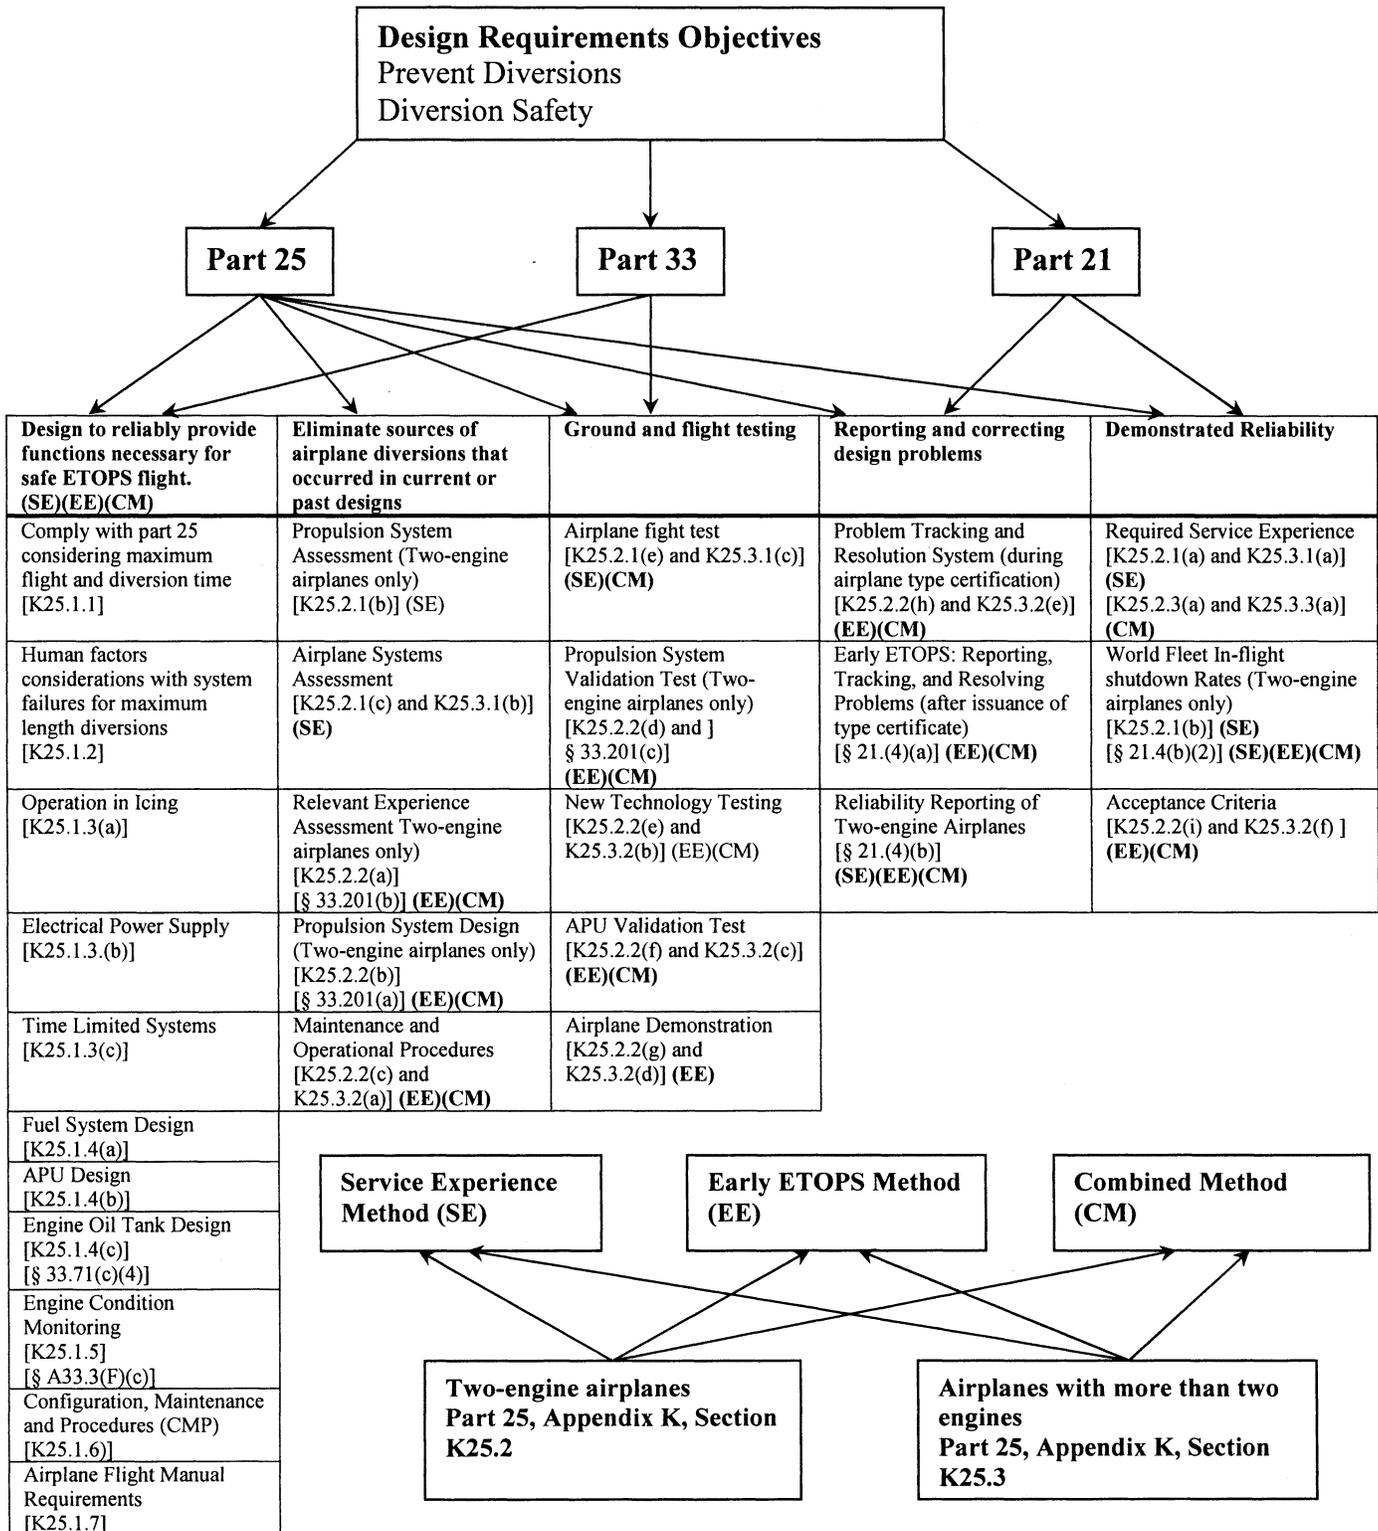 Design Requirements Objectives
Prevent Diversions
Diversion Safety
Part 25
Part 33
Part 21
Design to reliably provide
functions necessary for
safe ETOPS flight.
(SE)(EE)(CM)
Eliminate sources of
airplane diversions that
occurred in current or
past designs
Ground and flight testing
Reporting and correcting
design problems
Demonstrated Reliability
Comply with part 25
considering maximum
flight and diversion time
[K25.1.1]
Propulsion System
Assessment (Two-engine
airplanes only)
[K25.2.1(b)] (SE)
Airplane fight test
[K25.2.1(e) and K25.3.1(c)]
(SE)(CM)
Problem Tracking and
Resolution System (during
airplane type certification)
[K25.2.2(h) and K25.3.2(e)]
(EE)(CM)
Required Service Experience
[K25.2.1(a) and K25.3.1(a)]
(SE)
[K25.2.3(a) and K25.3.3(a)]
(CM)
Human factors
considerations with system
failures for maximum
length diversions
[K25.1.2]
Airplane Systems
Assessment
[K25.2.1(c) and K25.3.1(b)]
(SE)
Propulsion System
Validation Test (Two-
engine airplanes only)
[K25.2.2(d) and ]
§ 33.201(c)]
(EE)(CM)
Early ETOPS: Reporting,
Tracking, and Resolving
Problems (after issuance of
type certificate)
[§ 21.(4)(a)] (EE)(CM)
World Fleet In-flight
shutdown Rates (Two-engine
airplanes only)
[K25.2.1(b)] (SE)
[§ 21.4(b)(2)] (SE)(EE)(CM)
Operation in Icing
[K25.1.3(a)]
Relevant Experience
Assessment Two-engine
airplanes only)
[K25.2.2(a)]
[§ 33.201(b)] (EE)(CM)
New Technology Testing
[K25.2.2(e) and
K25.3.2(b)] (EE)(CM)
Reliability Reporting of
Two-engine Airplanes
[§ 21.(4)(b)]
(SE)(EE)(CM)
Acceptance Criteria
[K25.2.2(i) and K25.3.2(f) ]
(EE)(CM)
Electrical Power Supply
[K25.1.3.(b)]
Propulsion System Design
(Two-engine airplanes only)
[K25.2.2(b)]
[§ 33.201(a)] (EE)(CM)
APU Validation Test
[K25.2.2(f) and K25.3.2(c)]
(EE)(CM)
Time Limited Systems
[K25.1.3(c)]
Maintenance and
Operational Procedures
[K25.2.2(c) and
K25.3.2(a)] (EE)(CM)
Airplane Demonstration
[K25.2.2(g) and
K25.3.2(d)] (EE)
Fuel System Design
[K25.1.4(a)]
APU Design
[K25.1.4(b)]
Engine Oil Tank Design
[K25.1.4(c)]
[§ 33.71(c)(4)]
Engine Condition
Monitoring
[K25.1.5]
[§ A33.3(F)(c)]
Configuration, Maintenance
and Procedures (CMP)
[K25.1.6)]
Airplane Flight Manual
Requirements
[K25.1.7]
Service Experience
Method (SE)
Early ETOPS Method
(EE)
Combined Method
(CM)
Two-engine airplanes
Part 25, Appendix K, Section
K25.2
Airplanes with more than two
engines
Part 25, Appendix K, Section
K25.3